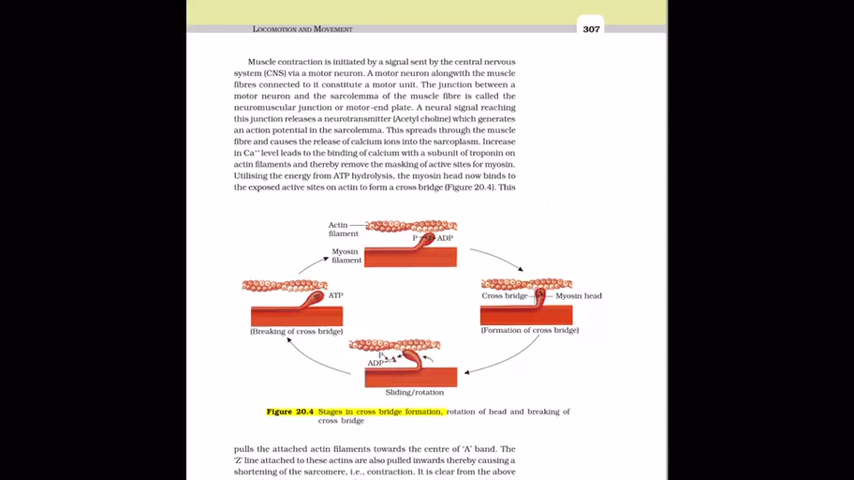 LOCOMOTION AND MOVEMENT
307
Muscle contraction is initiated by a signal sent by the central nervous
system (CNS) via a motor neuron. A motor neuron alongwith the muscle
fibres connected to it constitute a motor unit. The junction between a
motor neuron and the sarcolemma of the muscle fibre is called the
neuromuscular junction or motor-end plate. A neural signal reaching
this junction releases a neurotransmitter (Acetyl choline) which generates
an action potential in the sarcolemma. This spreads through the muscle
fibre and causes the release of calcium ions into the sarcoplasm. Increase
in Ca⁺⁺ level leads to the binding of calcium with a subunit of troponin on
actin filaments and thereby remove the masking of active sites for myosin.
Utilising the energy from ATP hydrolysis, the myosin head now binds to
the exposed active sites on actin to form a cross bridge (Figure 20.4). This
Actin
filament
P
ADP
Myosin
filament
ATP
(Breaking of cross bridge)
Cross bridge
Myosin head
(Formation of cross bridge)
P
ADP
Sliding/rotation
Figure 20.4 Stages in cross bridge formation, rotation of head and breaking of
cross bridge
pulls the attached actin filaments towards the centre of 'A' band. The
'Z' line attached to these actins are also pulled inwards thereby causing a
shortening of the sarcomere, i.e., contraction. It is clear from the above